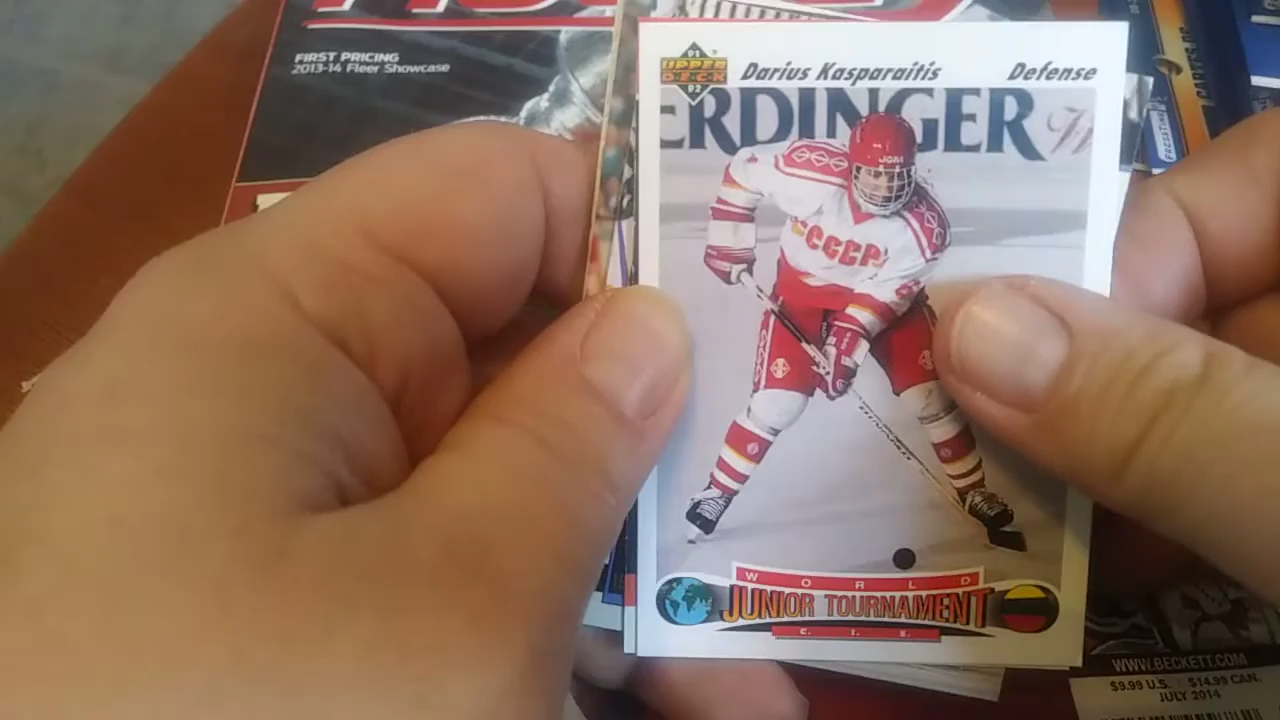 FIRST PRICING
2013-14 Fleer Showcase
91
UPPER
DECK
92
Darius Kasparaitis
Defense
ERDINGER W
JOFA
CCCP
WORLD
JUNIOR TOURNAMENT
C. I. S.
WWW.BECKETT.COM
$9.99 U.S. $14.99 CAN.
JULY 2014